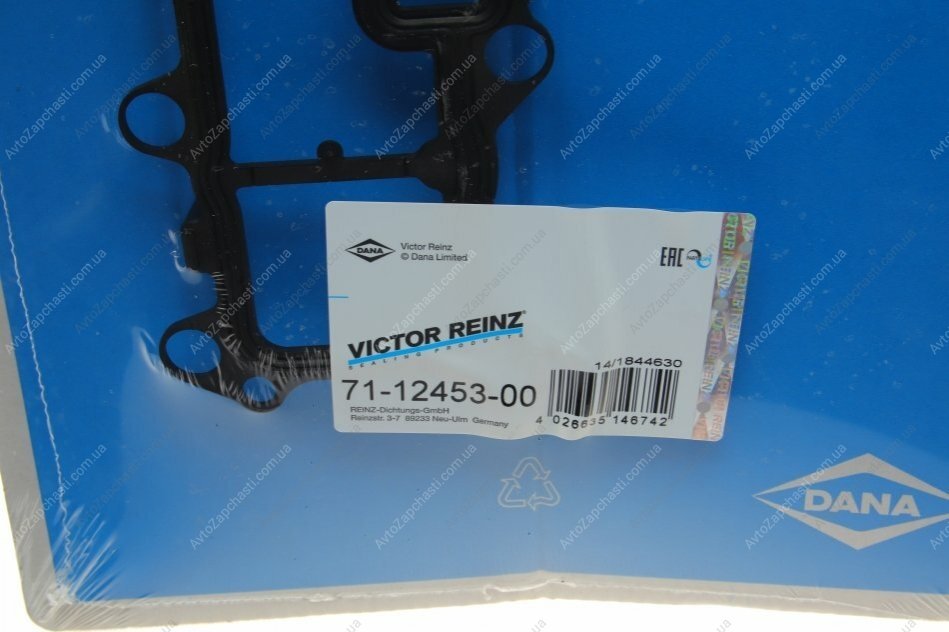 DANA
Victor Reinz
© Dana Limited
EAC
VICTOR REINZ®
SEALING PRODUCTS
14/1844630
71-12453-00
REINZ-Dichtungs-GmbH
Reinzstr. 3-7 89233 Neu-Ulm Germany
4 026635 146742
DANA
AvtoZapchasti.com.ua